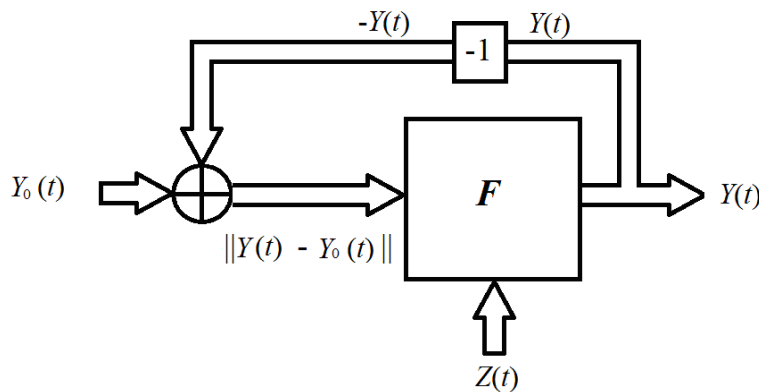 -Y(t)
-1
Y(t)
Y₀ (t)
F
Y(t)
||Y(t) - Y₀ (t) ||
Z(t)